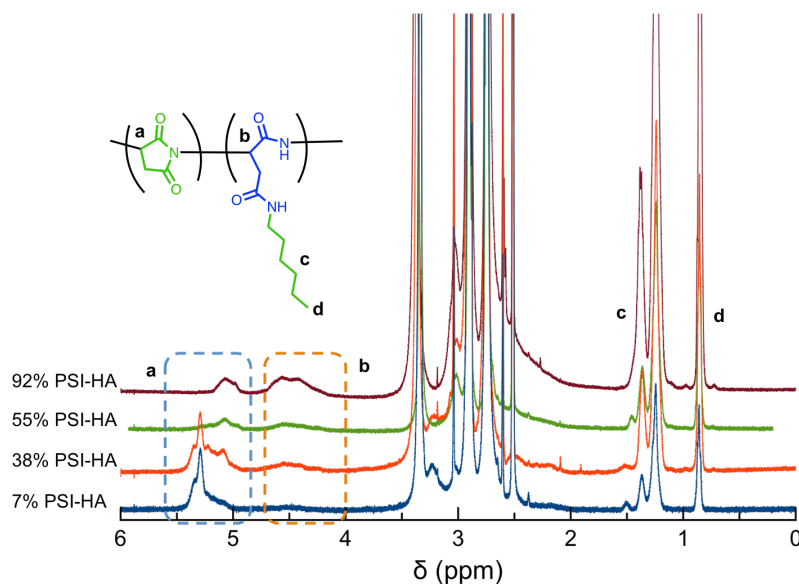 a
b
O
O
N
N
H
O
O
NH
c
d
a
b
c
d
92% PSI-HA
55% PSI-HA
38% PSI-HA
7% PSI-HA
6 5 4 3 2 1 0
δ (ppm)